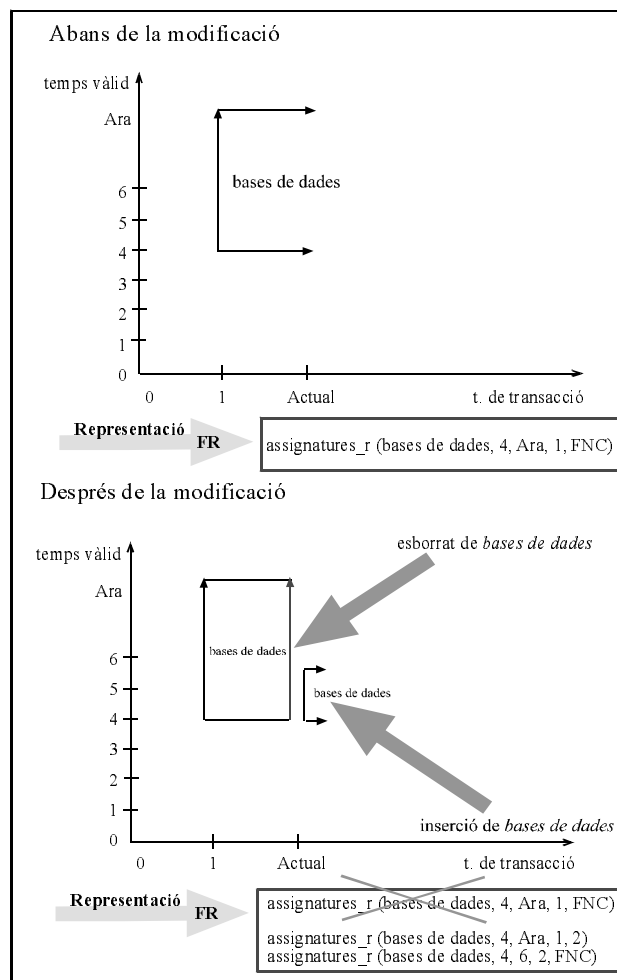 Abans de la modificació
temps vàlid
Ara
bases de dades
6
5
4
3
2
1
0
0 1 Actual t. de transacció
Representació
FR
assignatures_r (bases de dades, 4, Ara, 1, FNC)
Després de la modificació
esborrat de bases de dades
temps vàlid
Ara
bases de dades
6
5
bases de dades
4
3
2
1
inserció de bases de dades
0
0 1 Actual t. de transacció
Representació
FR
assignatures_r (bases de dades, 4, Ara, 1, FNC)
assignatures_r (bases de dades, 4, Ara, 1, 2)
assignatures_r (bases de dades, 4, 6, 2, FNC)